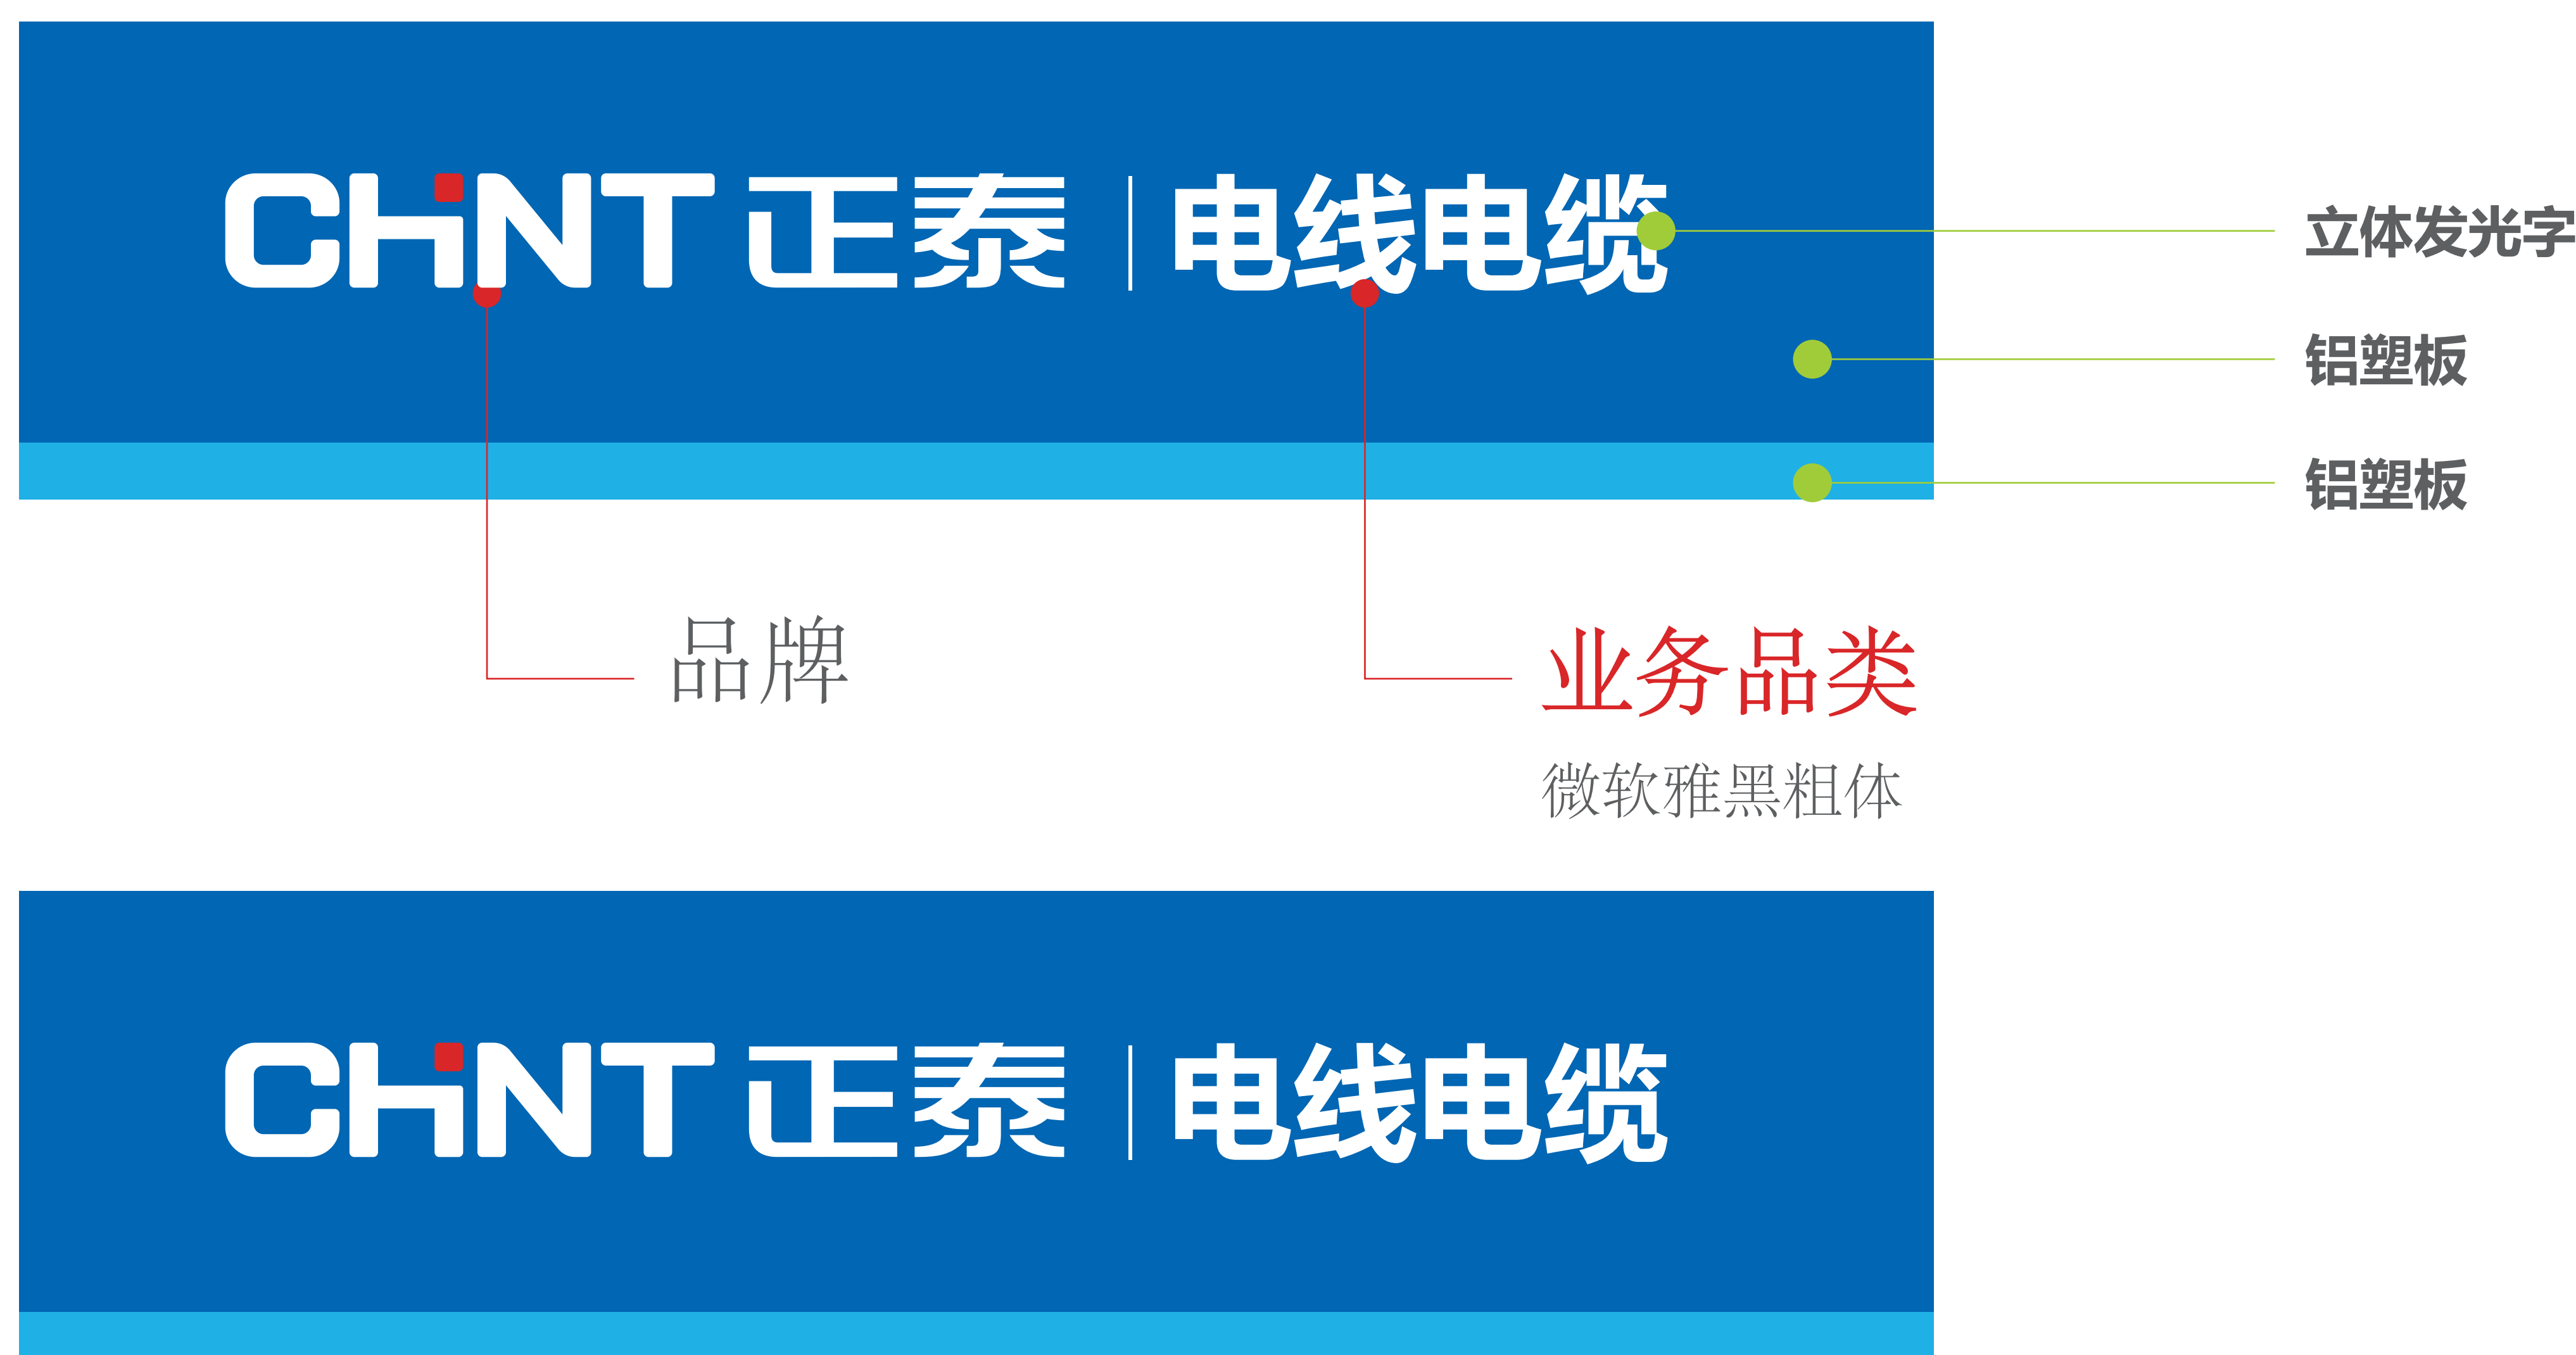 CHNT 正泰 | 电线电缆
立体发光字
铝塑板
铝塑板
品牌
业务品类
微软雅黑粗体
CHNT 正泰 | 电线电缆